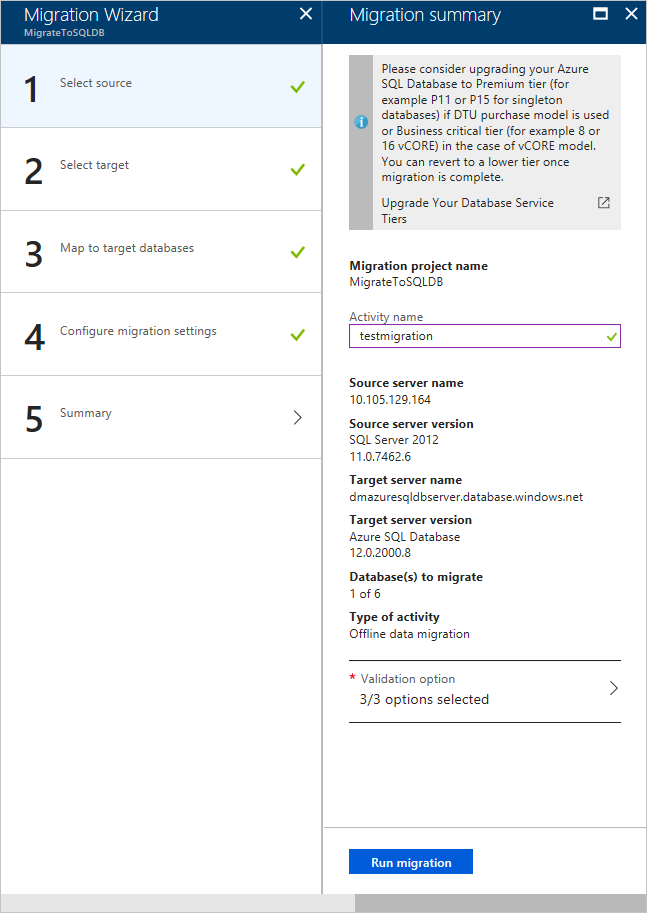 Migration Wizard
MigrateToSQLDB
1 Select source
2 Select target
3 Map to target databases
4 Configure migration settings
5 Summary
Migration summary
Please consider upgrading your Azure
SQL Database to Premium tier (for
example P11 or P15 for singleton
databases) if DTU purchase model is used
or Business critical tier (for example 8 or
16 vCORE) in the case of vCORE model.
You can revert to a lower tier once
migration is complete.
Upgrade Your Database Service
Tiers
Migration project name
MigrateToSQLDB
Activity name
testmigration
Source server name
10.105.129.164
Source server version
SQL Server 2012
11.0.7462.6
Target server name
dmazuresqldbserver.database.windows.net
Target server version
Azure SQL Database
12.0.2000.8
Database(s) to migrate
1 of 6
Type of activity
Offline data migration
* Validation option
3/3 options selected
Run migration